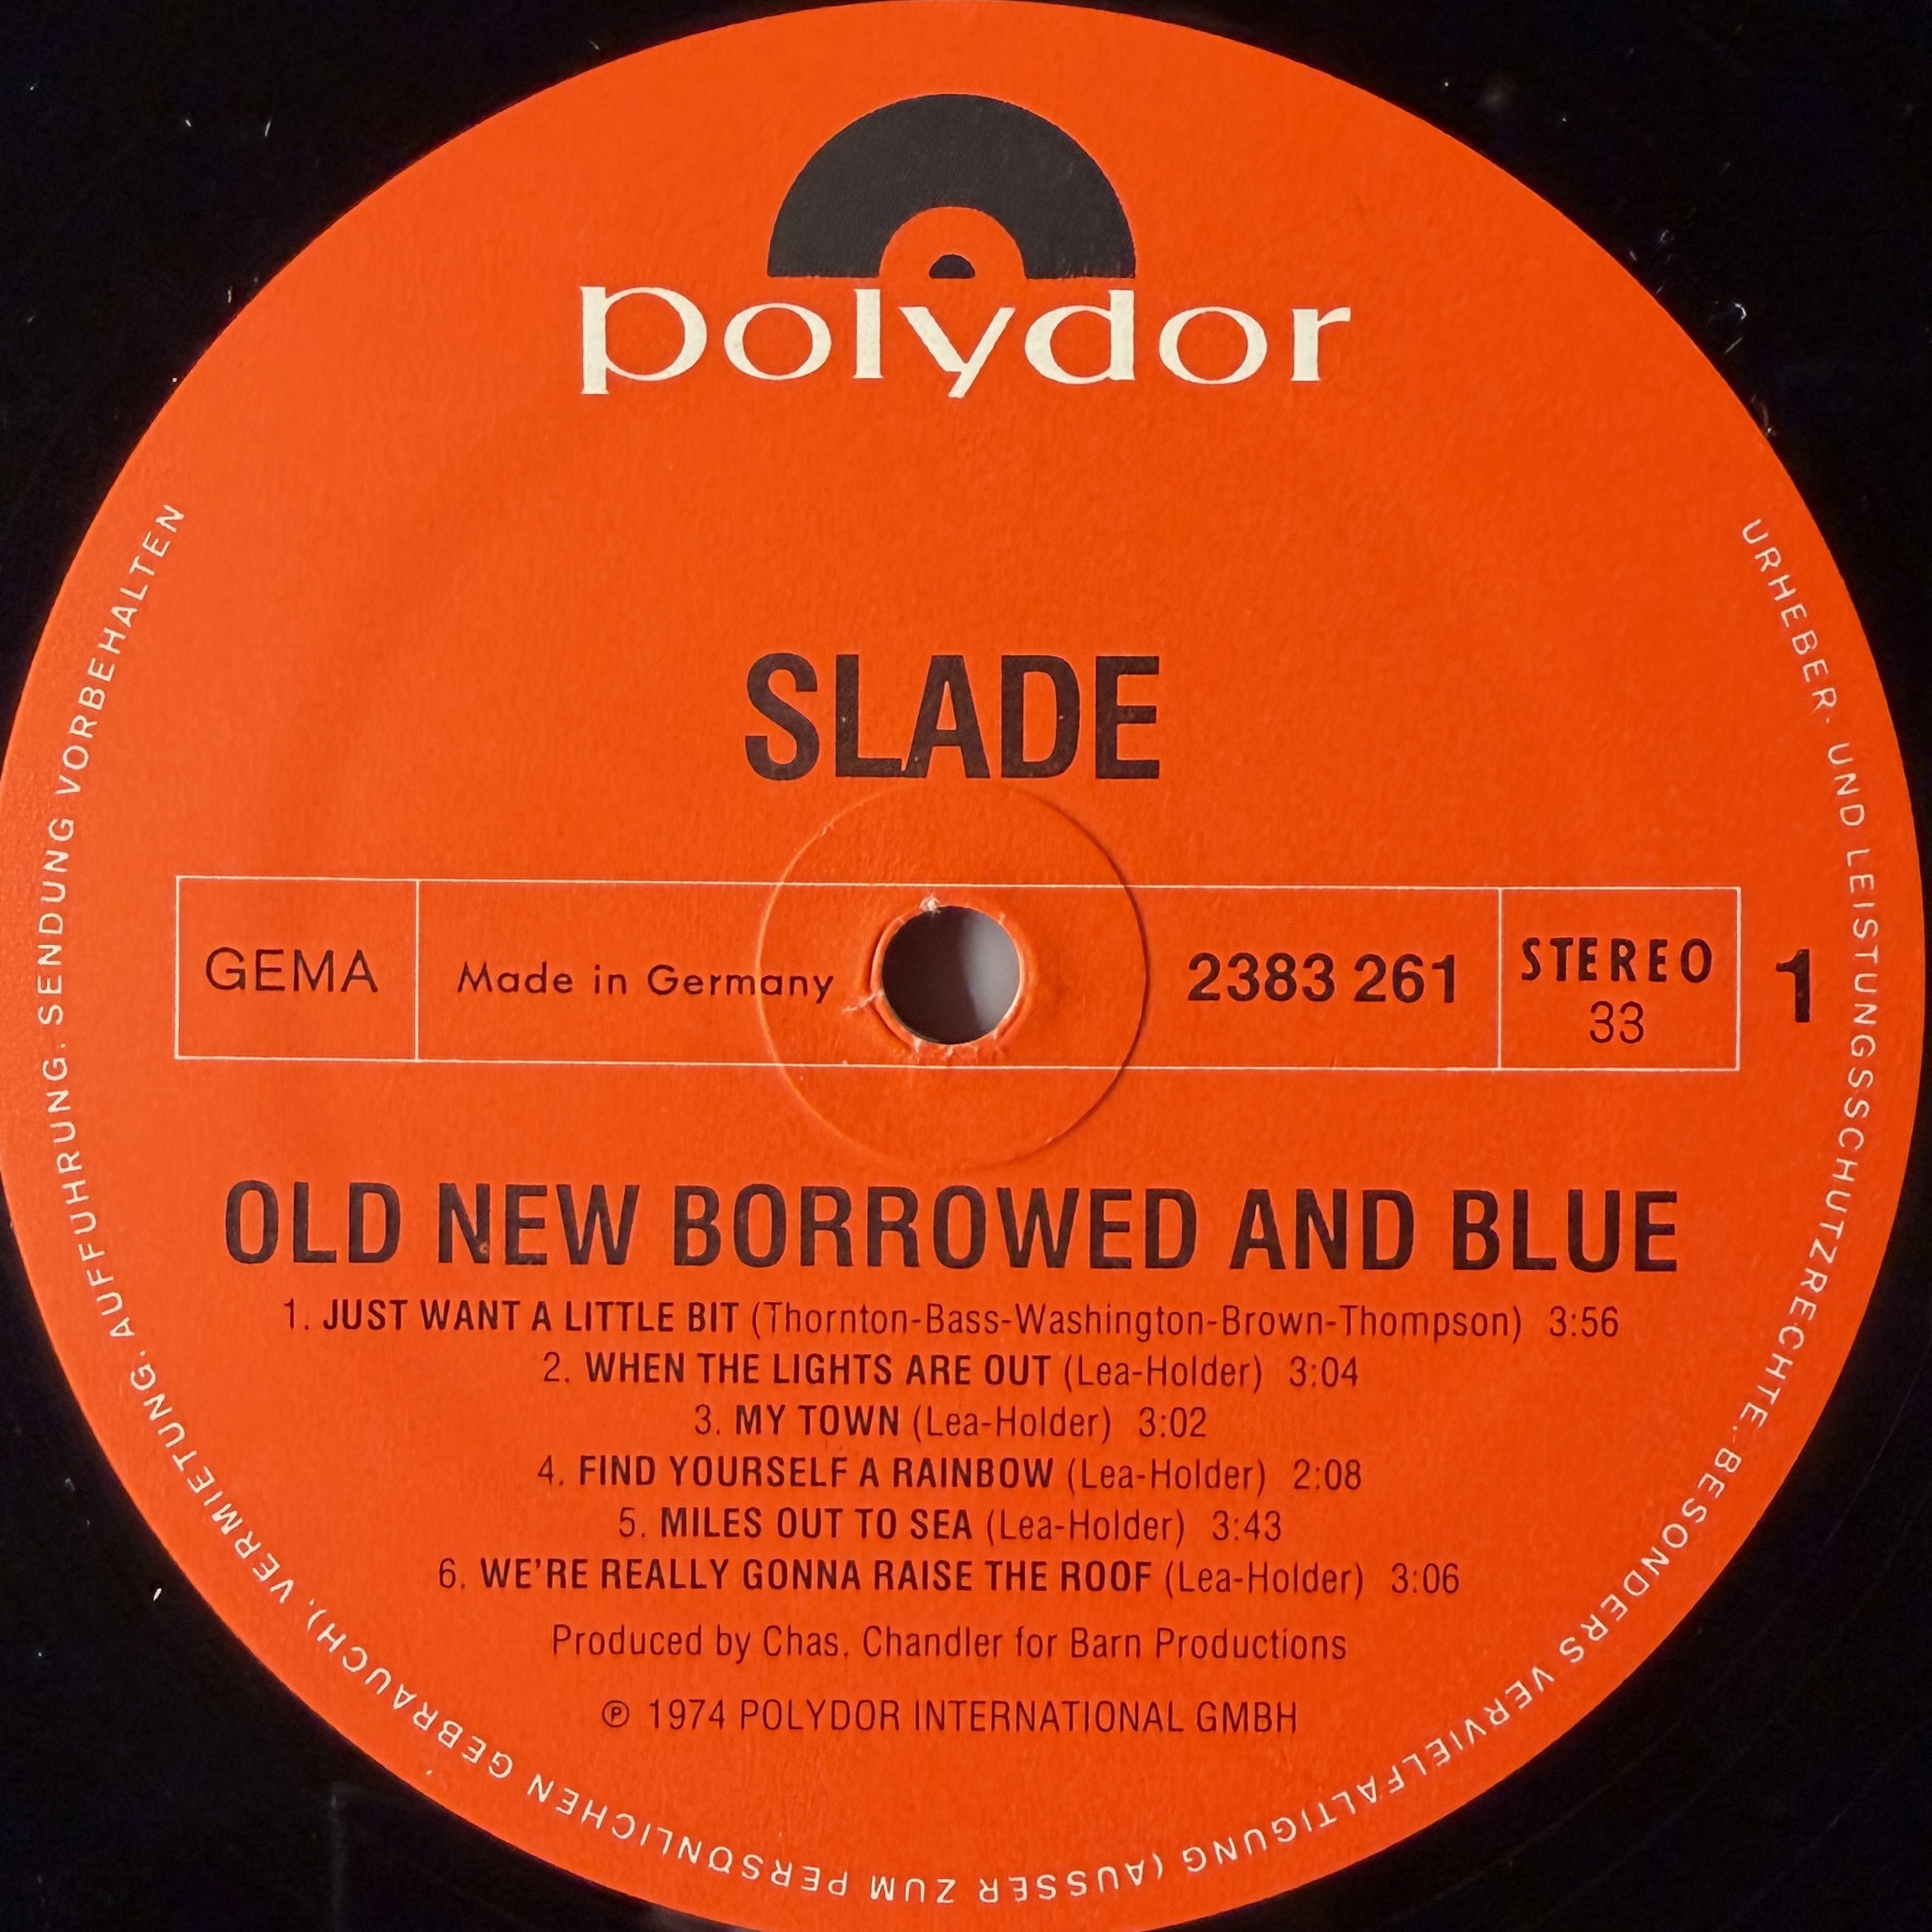 polydor
SLADE
GEMA
Made in Germany
2383 261
STEREO
33
1
OLD NEW BORROWED AND BLUE
1. JUST WANT A LITTLE BIT (Thornton-Bass-Washington-Brown-Thompson) 3:56
2. WHEN THE LIGHTS ARE OUT (Lea-Holder) 3:04
3. MY TOWN (Lea-Holder) 3:02
4. FIND YOURSELF A RAINBOW (Lea-Holder) 2:08
5. MILES OUT TO SEA (Lea-Holder) 3:43
6. WE'RE REALLY GONNA RAISE THE ROOF (Lea-Holder) 3:06
Produced by Chas. Chandler for Barn Productions
℗ 1974 POLYDOR INTERNATIONAL GMBH
URHEBER- UND LEISTUNGSSCHUTZRECHTE, BESONDERS VERVIELFÄLTIGUNG (AUSSER ZUM PERSÖNLICHEN GEBRAUCH), VERMIETUNG, AUFFÜHRUNG, SENDUNG VORBEHALTEN